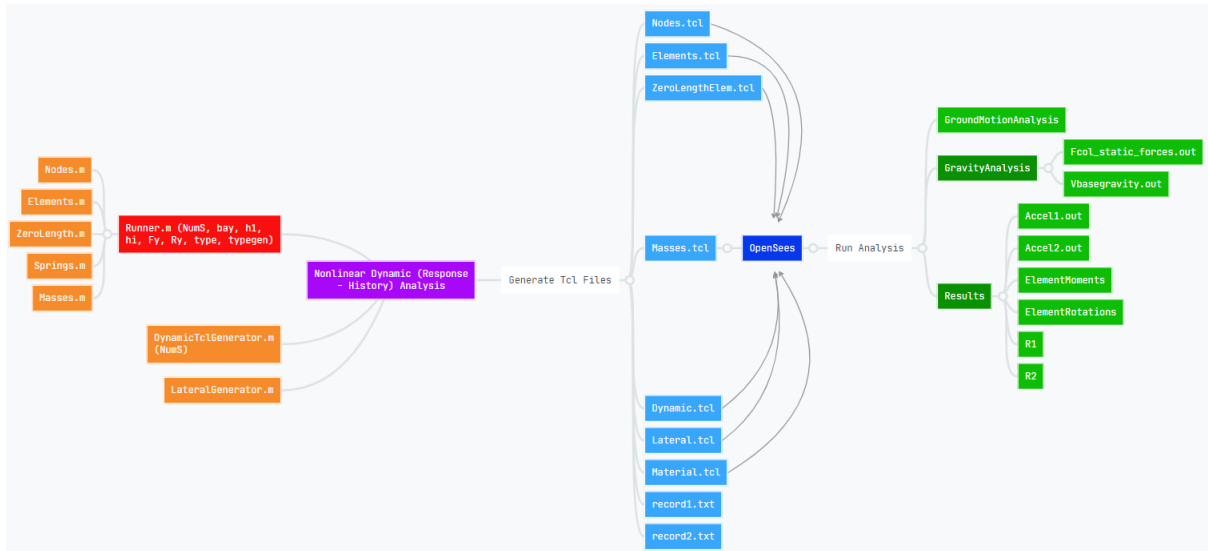 Nodes.m
Elements.m
ZeroLength.m
Springs.m
Masses.m
Runner.m (NumS, bay, h1,
hi, Fy, Ry, type, typegen)
DynamicTclGenerator.m
(NumS)
LateralGenerator.m
Nonlinear Dynamic (Response
- History) Analysis
Generate Tcl Files
Nodes.tcl
Elements.tcl
ZeroLengthElem.tcl
Masses.tcl
Dynamic.tcl
Lateral.tcl
Material.tcl
record1.txt
record2.txt
OpenSees
Run Analysis
GroundMotionAnalysis
GravityAnalysis
Fcol_static_forces.out
Vbasegravity.out
Results
Accel1.out
Accel2.out
ElementMoments
ElementRotations
R1
R2